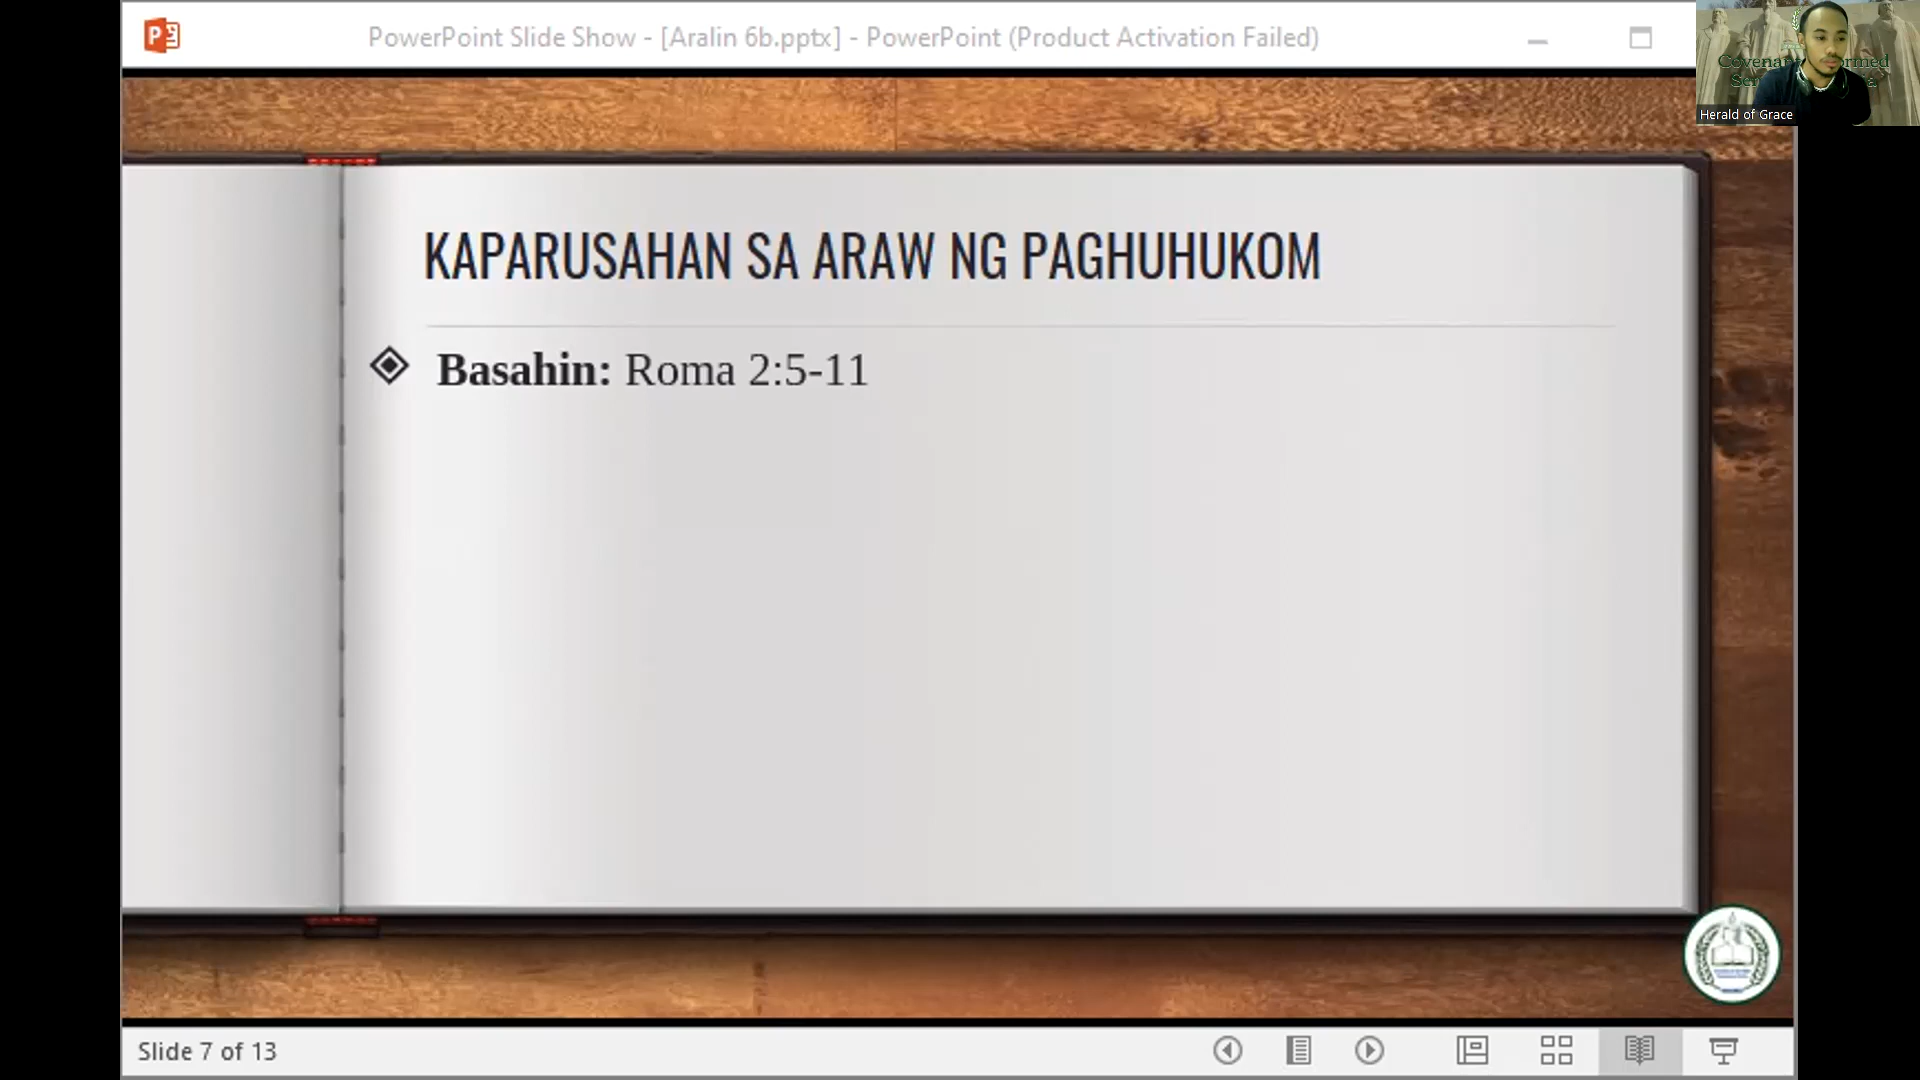 PowerPoint Slide Show - [Aralin 6b.pptx] - PowerPoint (Product Activation Failed)
Herald of Grace
KAPARUSAHAN SA ARAW NG PAGHUHUKOM
Basahin: Roma 2:5-11
Slide 7 of 13